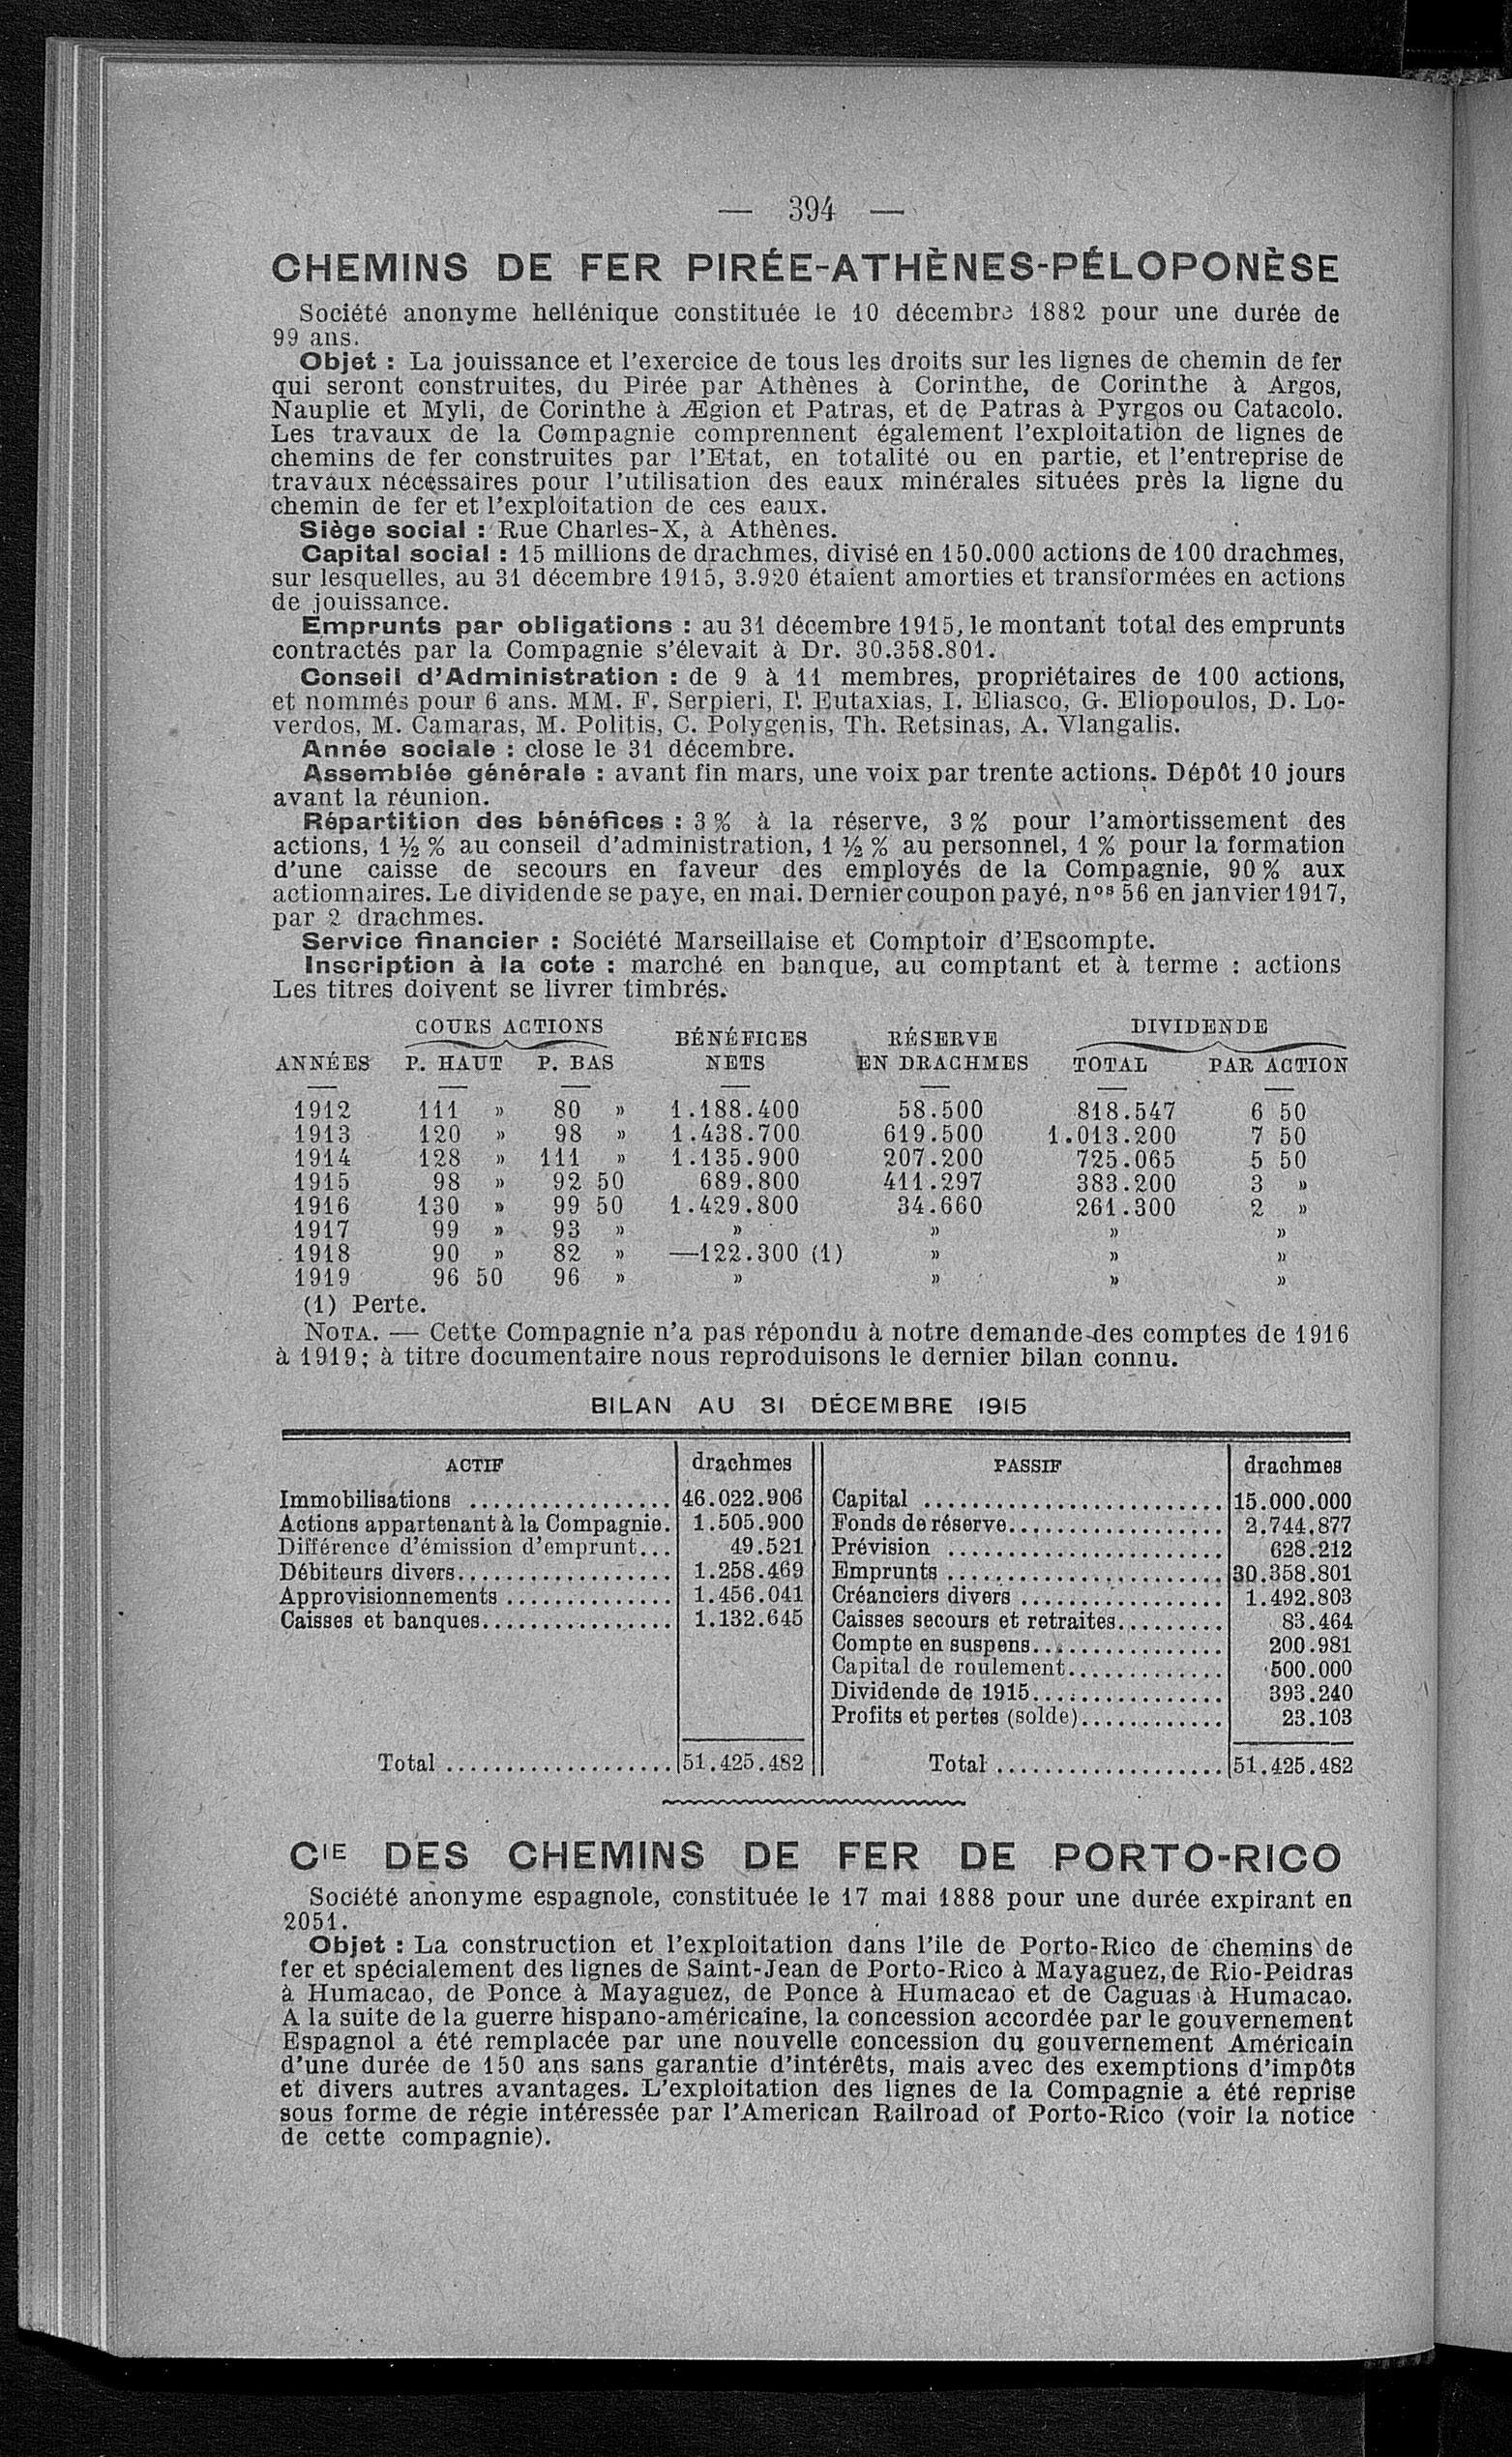 — 394 —
CHEMINS DE FER PIRÉE-ATHÈNES-PÉLOPONÈSE
Société anonyme hellénique constituée le 10 décembre 1882 pour une durée de
99 ans.
Objet : La jouissance et l'exercice de tous les droits sur les lignes de chemin de fer
qui seront construites, du Pirée par Athènes à Corinthe, de Corinthe à Argos,
Nauplie et Myli, de Corinthe à Ægion et Patras, et de Patras à Pyrgos ou Catacolo.
Les travaux de la Compagnie comprennent également l'exploitation de lignes de
chemins de fer construites par l'Etat, en totalité ou en partie, et l'entreprise de
travaux nécessaires pour l'utilisation des eaux minérales situées près la ligne du
chemin de fer et l'exploitation de ces eaux.
Siège social : Rue Charles-X, à Athènes.
Capital social : 15 millions de drachmes, divisé en 150.000 actions de 100 drachmes,
sur lesquelles, au 31 décembre 1915, 3.920 étaient amorties et transformées en actions
de jouissance.
Emprunts par obligations : au 31 décembre 1915, le montant total des emprunts
contractés par la Compagnie s'élevait à Dr. 30.358.801.
Conseil d'Administration : de 9 à 11 membres, propriétaires de 100 actions,
et nommés pour 6 ans. MM. F. Serpieri, Eutaxias, I. Eliasco, G. Eliopoulos, D. Lo-
verdos, M. Camaras, M. Politis, C. Polygenis, Th. Retsinas, A. Vlangalis.
Année sociale : close le 31 décembre.
Assemblée générale : avant fin mars, une voix par trente actions. Dépôt 10 jours
avant la réunion.
Répartition des bénéfices : 3 % à la réserve, 3 % pour l'amortissement des
actions, 1 ½ % au conseil d'administration, 1 ½ % au personnel, 1 % pour la formation
d'une caisse de secours en faveur des employés de la Compagnie, 90 % aux
actionnaires. Le dividende se paye, en mai. Dernier coupon payé, nos 56 en janvier 1917,
par 2 drachmes.
Service financier : Société Marseillaise et Comptoir d'Escompte.
Inscription à la cote : marché en banque, au comptant et à terme : actions
Les titres doivent se livrer timbrés.
COURS ACTIONS BÉNÉFICES RÉSERVE DIVIDENDE
ANNÉES P. HAUT P. BAS NETS EN DRACHMES TOTAL PAR ACTION
1912 111 » 80 » 1.188.400 58.500 818.547 6 50
1913 120 » 98 » 1.438.700 619.500 1.013.200 7 50
1914 128 » 111 » 1.135.900 207.200 725.065 5 50
1915 98 » 92 50 689.800 411.297 383.200 3 »
1916 130 » 99 50 1.429.800 34.660 261.300 2 »
1917 99 » 93 » » » » »
1918 90 » 82 » —122.300 (1) » » »
1919 96 50 96 » » » » »
(1) Perte.
NOTA. — Cette Compagnie n'a pas répondu à notre demande des comptes de 1916
à 1919; à titre documentaire nous reproduisons le dernier bilan connu.
BILAN AU 31 DÉCEMBRE 1915
ACTIF drachmes PASSIF drachmes
Immobilisations ................. 46.022.906 Capital ......................... 15.000.000
Actions appartenant à la Compagnie. 1.505.900 Fonds de réserve.................. 2.744.877
Différence d'émission d'emprunt... 49.521 Prévision ....................... 628.212
Débiteurs divers.................. 1.258.469 Emprunts ....................... 30.358.801
Approvisionnements .............. 1.456.041 Créanciers divers ................. 1.492.803
Caisses et banques................ 1.132.645 Caisses secours et retraites......... 83.464
Compte en suspens................ 200.981
Capital de roulement............. 500.000
Dividende de 1915................ 393.240
Profits et pertes (solde)............ 23.103
Total ................... 51.425.482 Total ................... 51.425.482
CIE DES CHEMINS DE FER DE PORTO-RICO
Société anonyme espagnole, constituée le 17 mai 1888 pour une durée expirant en
2051.
Objet : La construction et l'exploitation dans l'ile de Porto-Rico de chemins de
fer et spécialement des lignes de Saint-Jean de Porto-Rico à Mayaguez, de Rio-Peidras
à Humacao, de Ponce à Mayaguez, de Ponce à Humacao et de Caguas à Humacao.
A la suite de la guerre hispano-américaine, la concession accordée par le gouvernement
Espagnol a été remplacée par une nouvelle concession du gouvernement Américain
d'une durée de 150 ans sans garantie d'intérêts, mais avec des exemptions d'impôts
et divers autres avantages. L'exploitation des lignes de la Compagnie a été reprise
sous forme de régie intéressée par l'American Railroad of Porto-Rico (voir la notice
de cette compagnie).